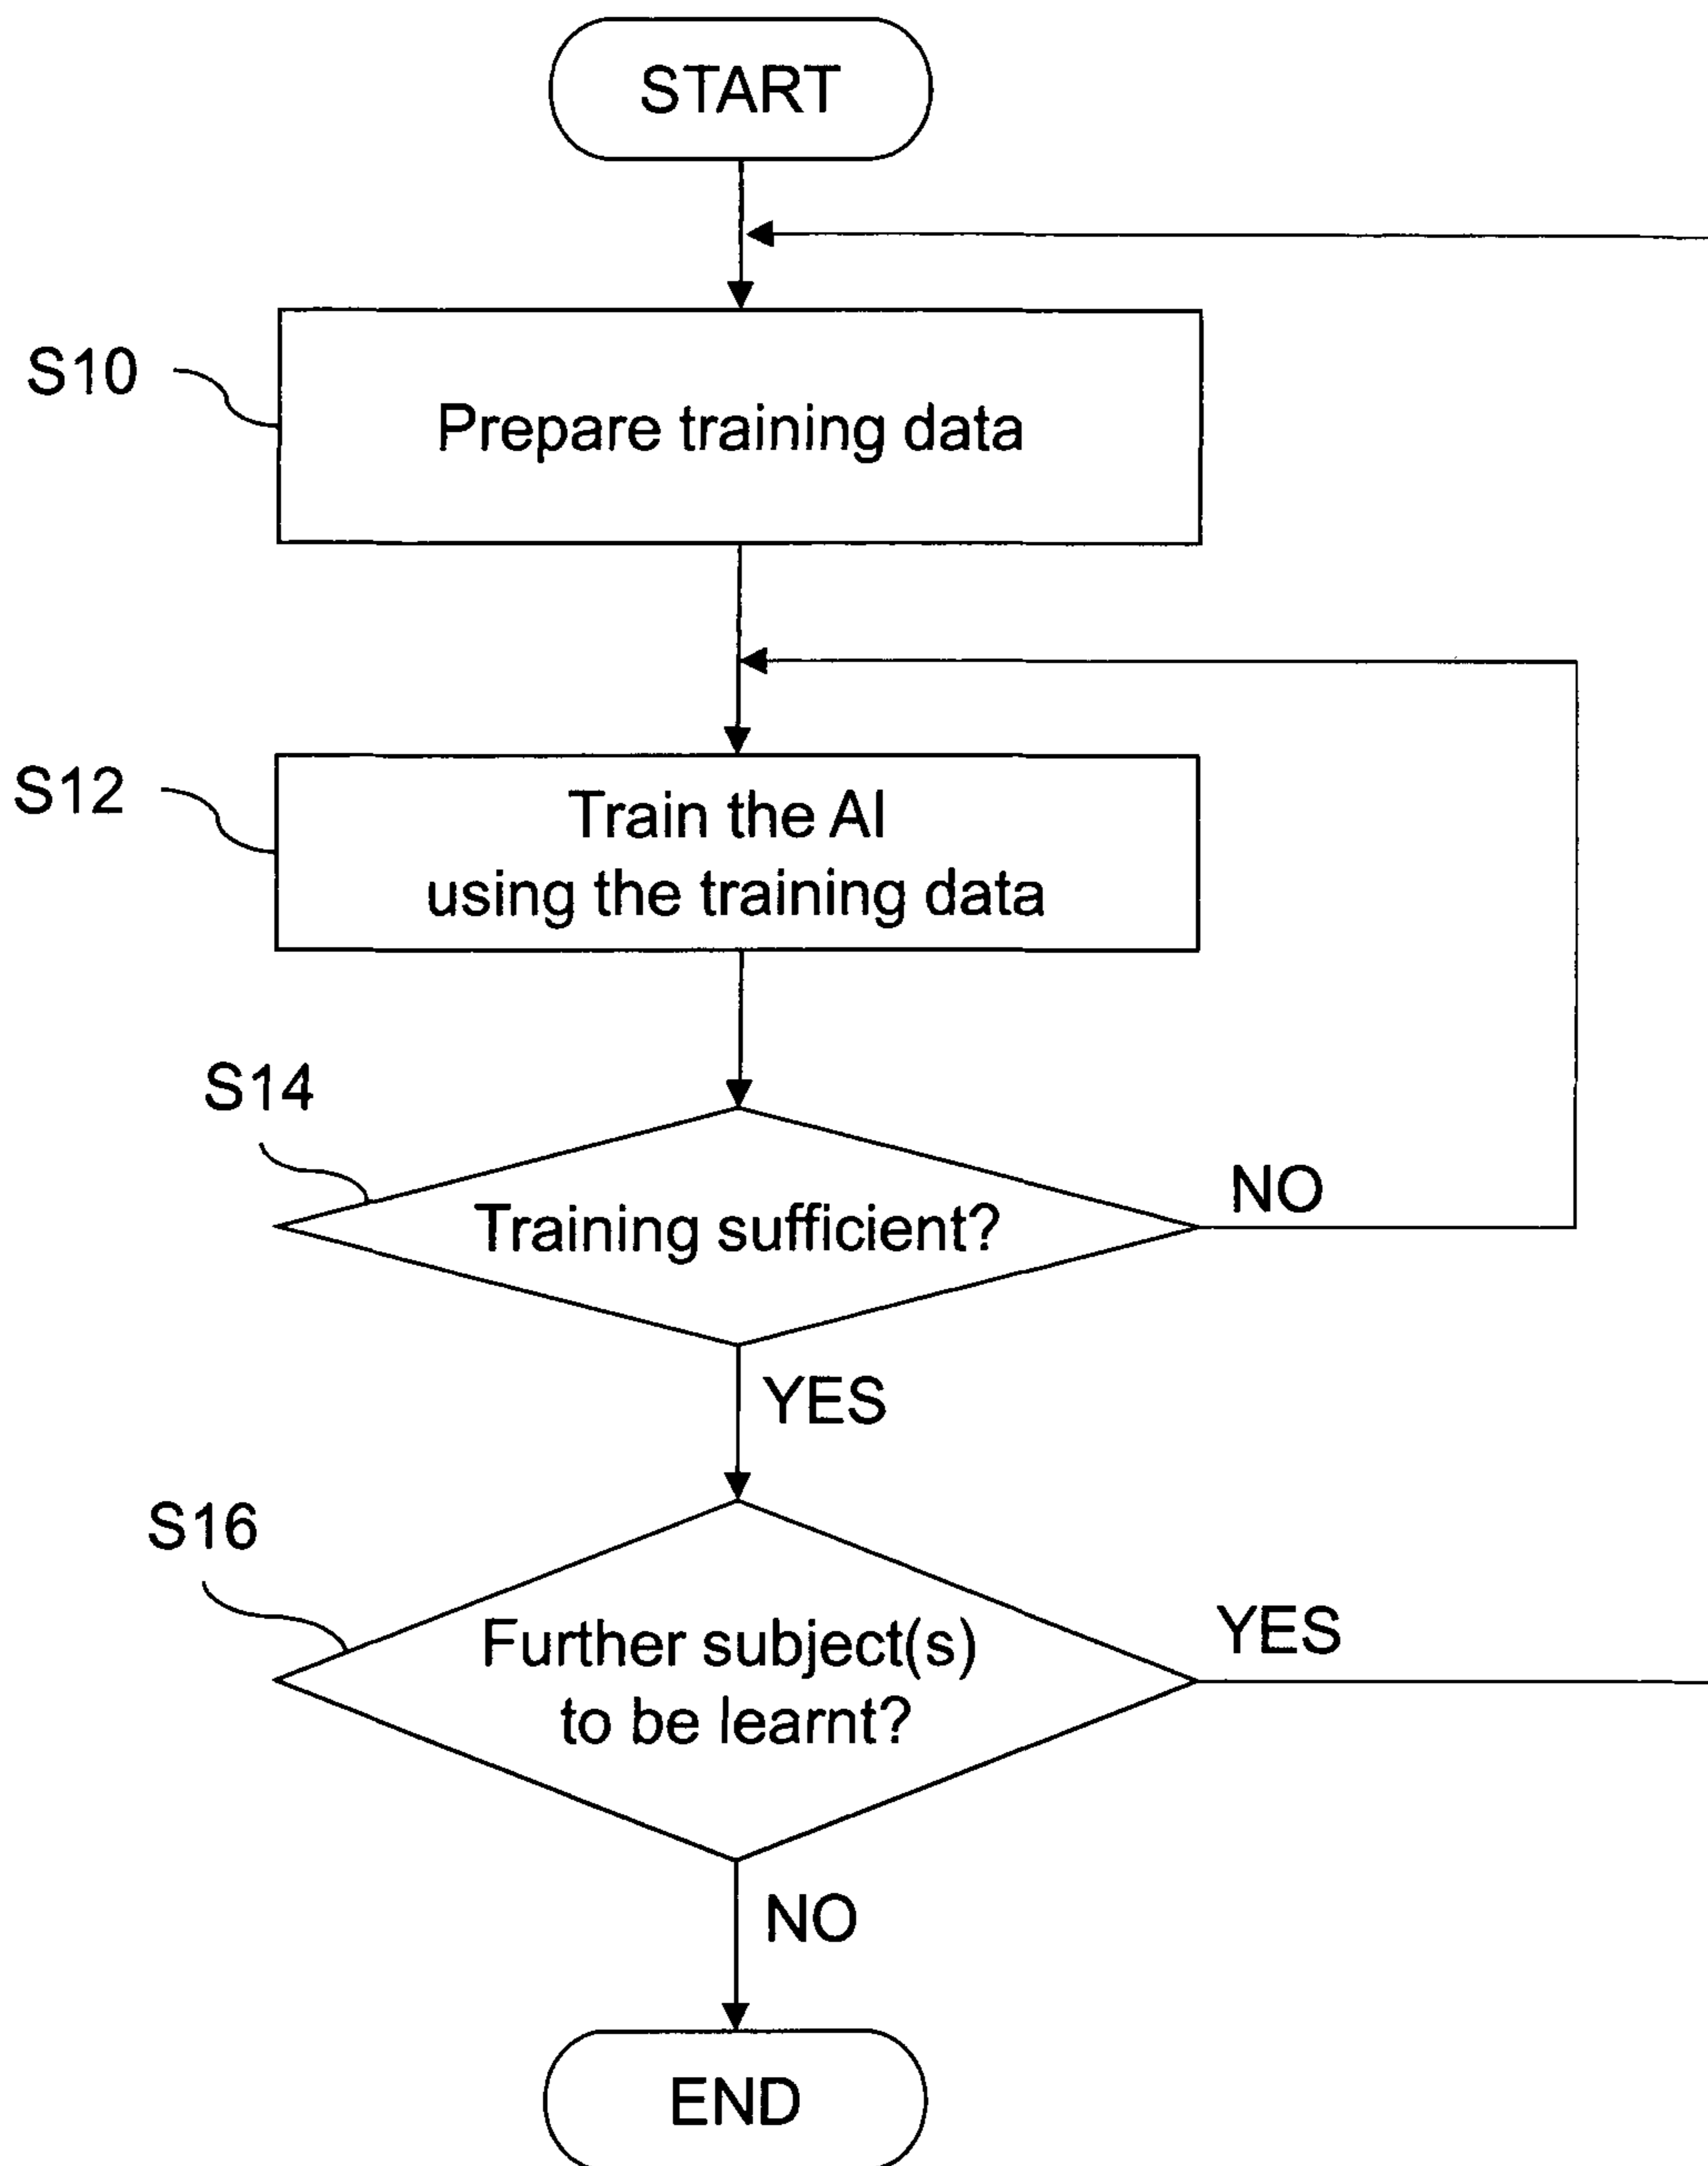 START
S10
Prepare training data
S12
Train the AI
using the training data
S14
Training sufficient?
NO
YES
S16
Further subject(s)
to be learnt?
YES
NO
END